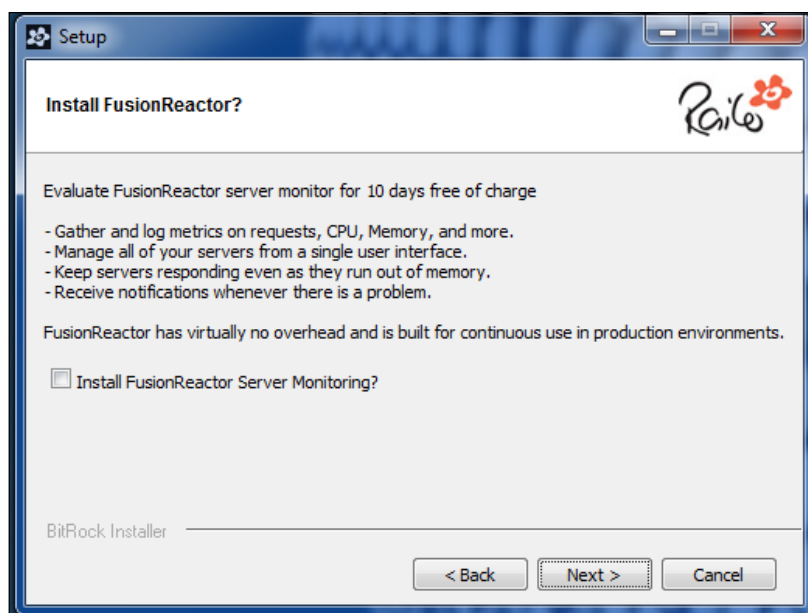 Setup
Install FusionReactor?
Railo
Evaluate FusionReactor server monitor for 10 days free of charge
- Gather and log metrics on requests, CPU, Memory, and more.
- Manage all of your servers from a single user interface.
- Keep servers responding even as they run out of memory.
- Receive notifications whenever there is a problem.
FusionReactor has virtually no overhead and is built for continuous use in production environments.
Install FusionReactor Server Monitoring?
BitRock Installer
< Back
Next >
Cancel